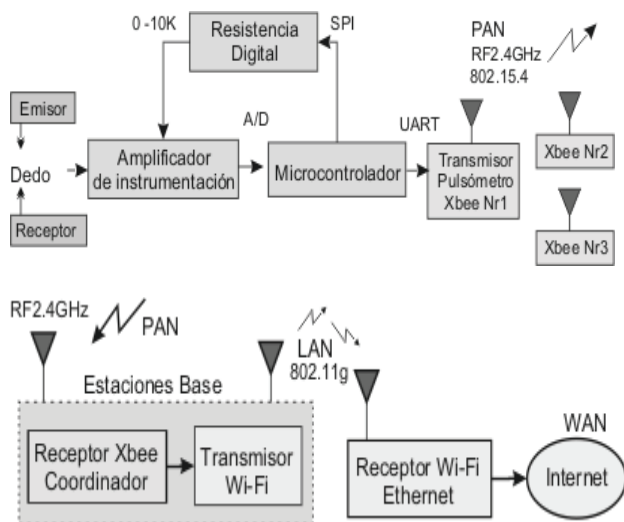 0 -10K
Resistencia
Digital
SPI
PAN
RF2.4GHz
802.15.4
Emisor
A/D
UART
Dedo
Amplificador
de instrumentación
Microcontrolador
Transmisor
Pulsómetro
Xbee Nr1
Xbee Nr2
Receptor
Xbee Nr3
RF2.4GHz
PAN
LAN
802.11g
Estaciones Base
WAN
Receptor Xbee
Coordinador
Transmisor
Wi-Fi
Receptor Wi-Fi
Ethernet
Internet